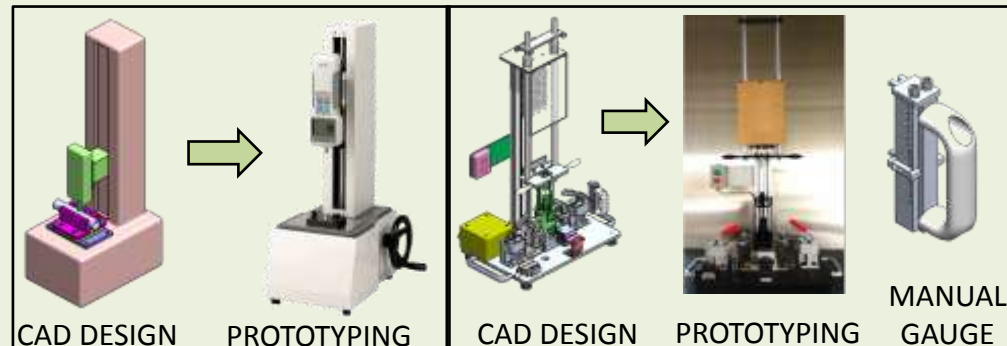 CAD DESIGN
PROTOTYPING
CAD DESIGN
PROTOTYPING
MANUAL
GAUGE